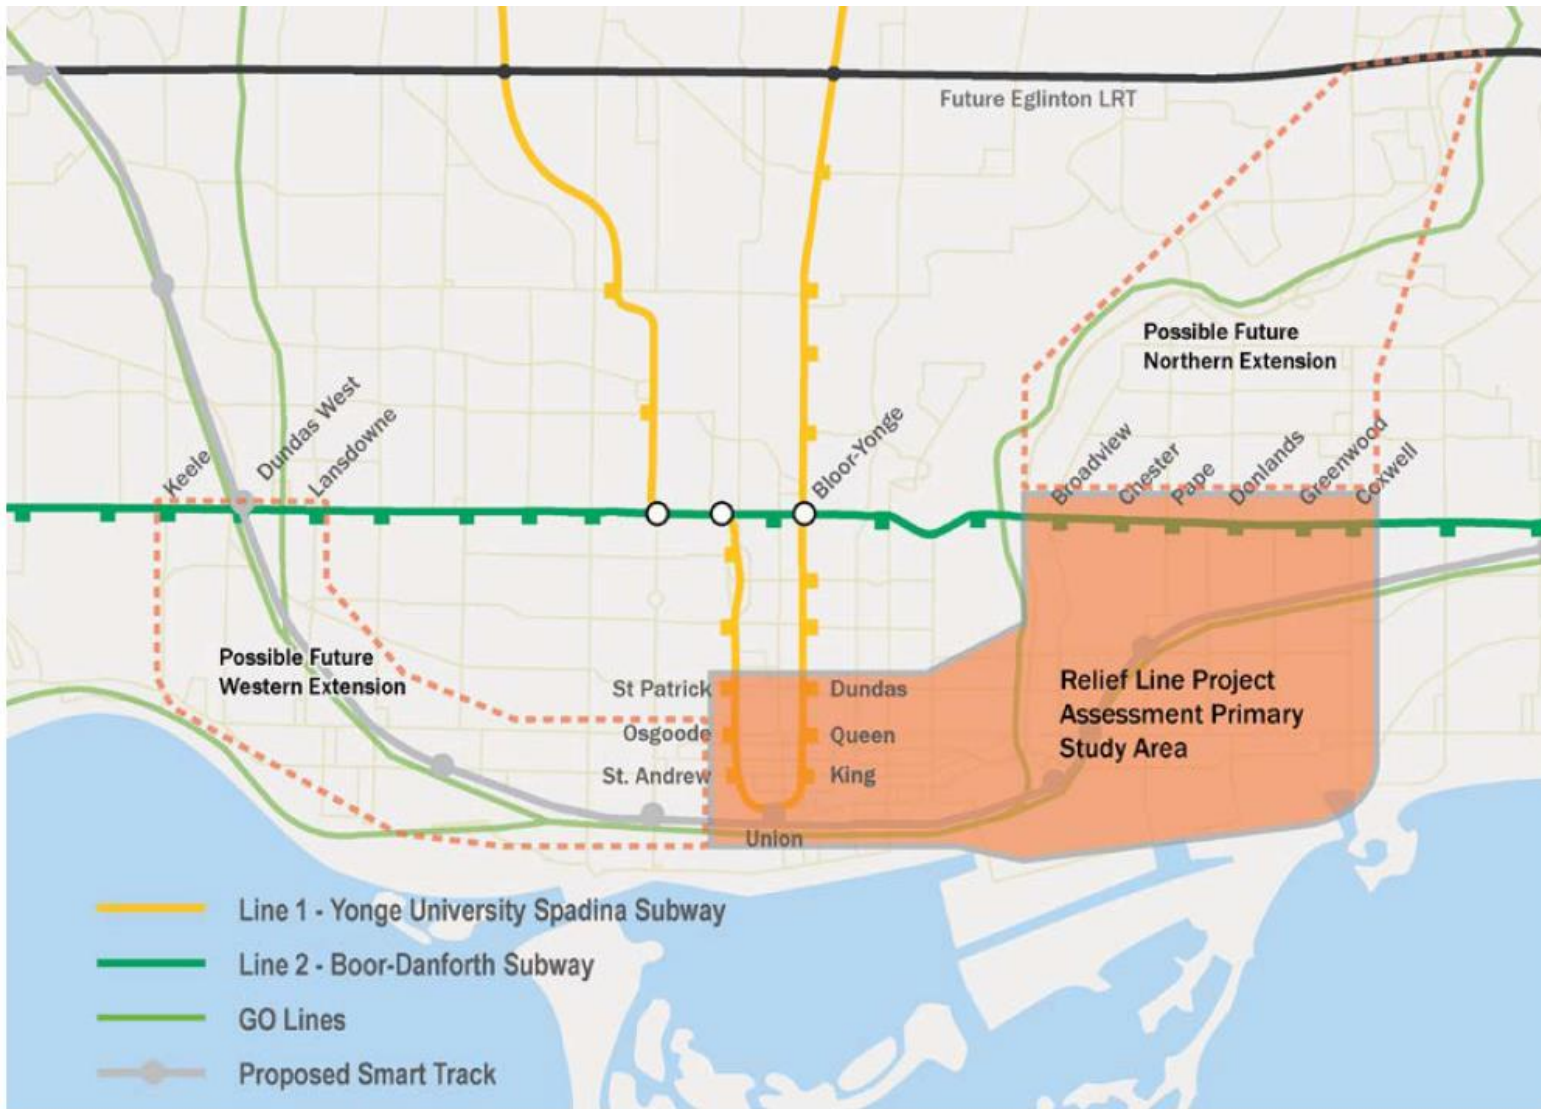 Future Eglinton LRT
Possible Future
Northern Extension
Keele
Dundas West
Lansdowne
Bloor-Yonge
Broadview
Chester
Pape
Donlands
Greenwood
Coxwell
Possible Future
Western Extension
St Patrick
Osgoode
St. Andrew
Dundas
Queen
King
Union
Relief Line Project
Assessment Primary
Study Area
Line 1 - Yonge University Spadina Subway
Line 2 - Boor-Danforth Subway
GO Lines
Proposed Smart Track